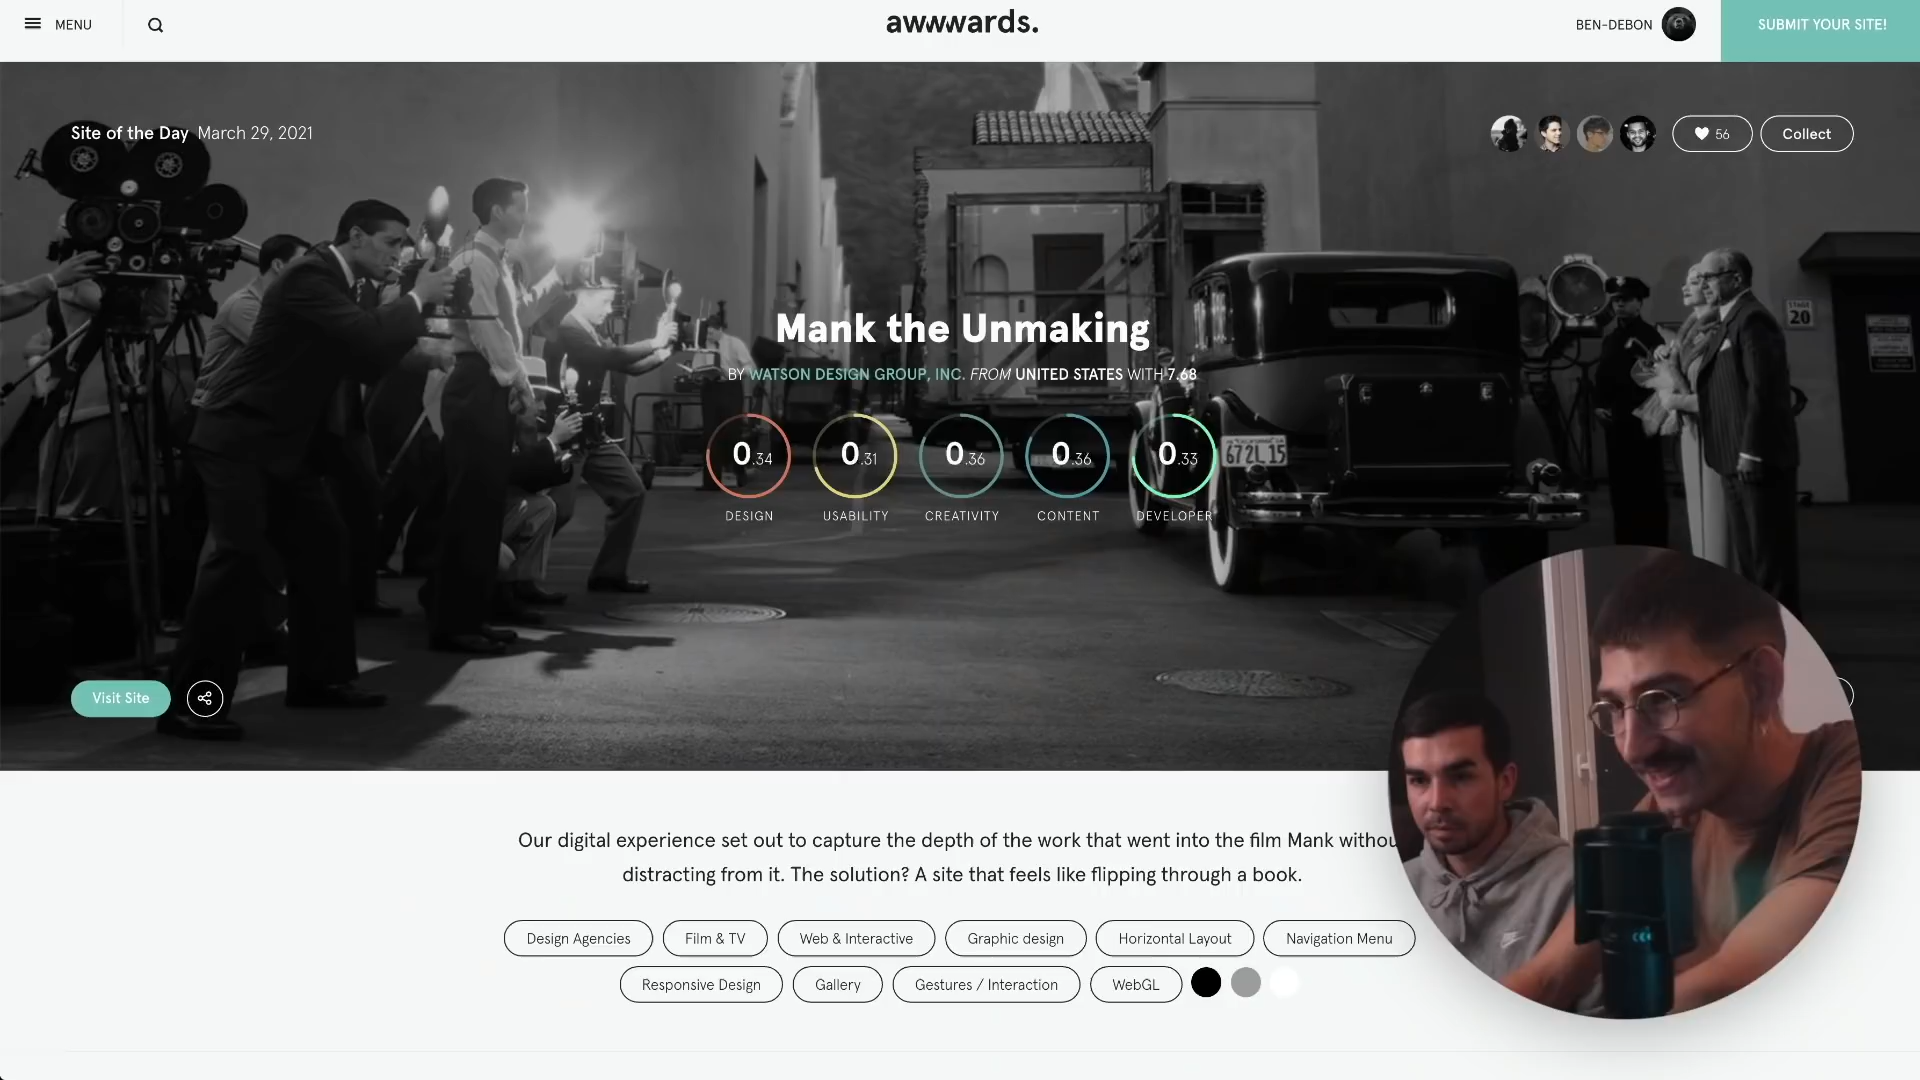 MENU
awwwards.
BEN-DEBON
SUBMIT YOUR SITE!
Site of the Day March 29, 2021
56
Collect
STAGE
20
Mank the Unmaking
BY WATSON DESIGN GROUP, INC. FROM UNITED STATES WITH 7.68
0.34
0.31
0.36
0.36
0.33
CALIFORNIA
67 2L 15
DESIGN
USABILITY
CREATIVITY
CONTENT
DEVELOPER
Visit Site
Our digital experience set out to capture the depth of the work that went into the film Mank withou
distracting from it. The solution? A site that feels like flipping through a book.
Design Agencies
Film & TV
Web & Interactive
Graphic design
Horizontal Layout
Navigation Menu
Responsive Design
Gallery
Gestures / Interaction
WebGL